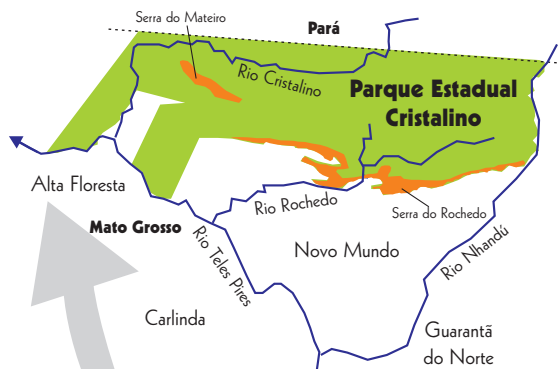 Serra do Mateiro
Pará
Rio Cristalino
Parque Estadual
Cristalino
Alta Floresta
Rio Rochedo
Serra do Rochedo
Mato Grosso
Rio Teles Pires
Novo Mundo
Rio Nhandú
Carlinda
Guarantã
do Norte